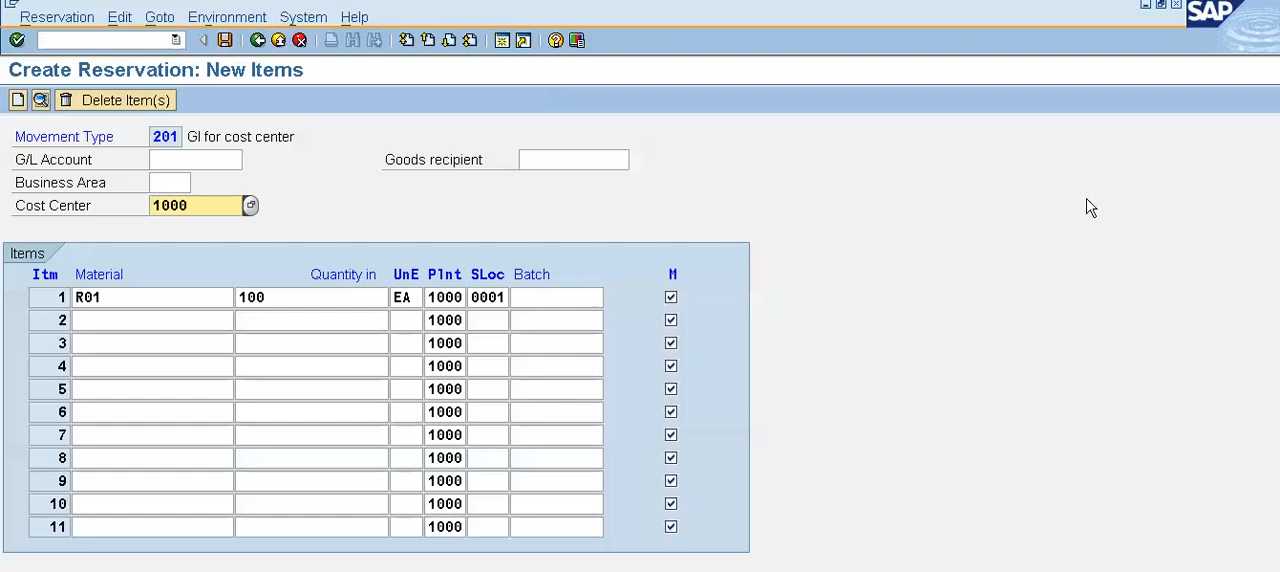 Reservation Edit Goto Environment System Help
SAP
Create Reservation: New Items
Delete Item(s)
Movement Type 201 GI for cost center
G/L Account Goods recipient
Business Area
Cost Center 1000
Items
Itm Material Quantity in UnE Plnt SLoc Batch M
1 R01 100 EA 1000 0001
2 1000
3 1000
4 1000
5 1000
6 1000
7 1000
8 1000
9 1000
10 1000
11 1000